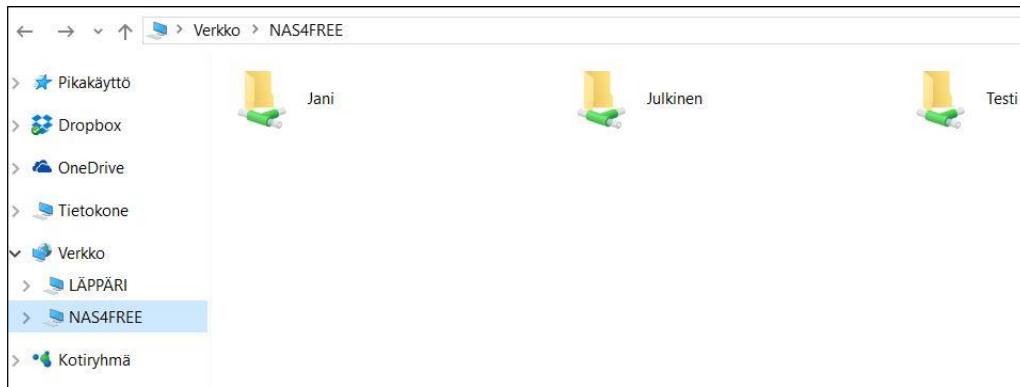 Verkko > NAS4FREE
Pikakäyttö
Dropbox
OneDrive
Tietokone
Verkko
LÄPPÄRI
NAS4FREE
Kotiryhmä
Jani
Julkinen
Testi